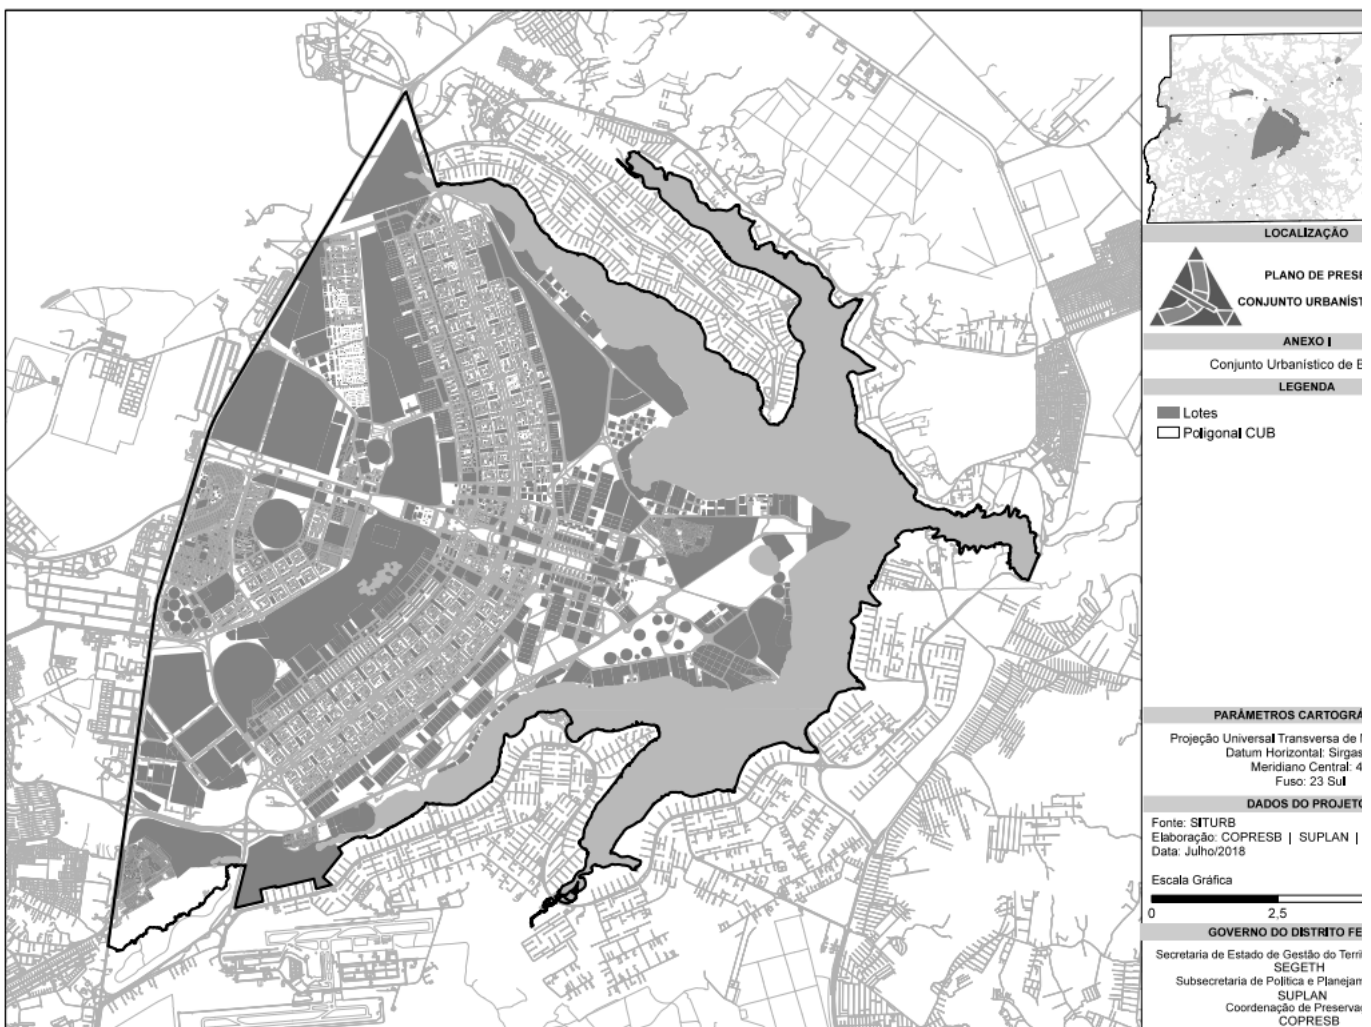 LOCALIZAÇÃO
PLANO DE PRESE
CONJUNTO URBANÍST
ANEXO I
Conjunto Urbanístico de B
LEGENDA
Lotes
Poligonal CUB
PARÂMETROS CARTOGRÁ
Projeção Universal Transversa de
Datum Horizontal: Sirgas
Meridiano Central: 4
Fuso: 23 Sul
DADOS DO PROJETO
Fonte: SITURB
Elaboração: COPRESB | SUPLAN |
Data: Julho/2018
Escala Gráfica
0 2,5
GOVERNO DO DISTRITO FE
Secretaria de Estado de Gestão do Terri
SEGETH
Subsecretaria de Política e Planejam
SUPLAN
Coordenação de Preserva
COPRESB